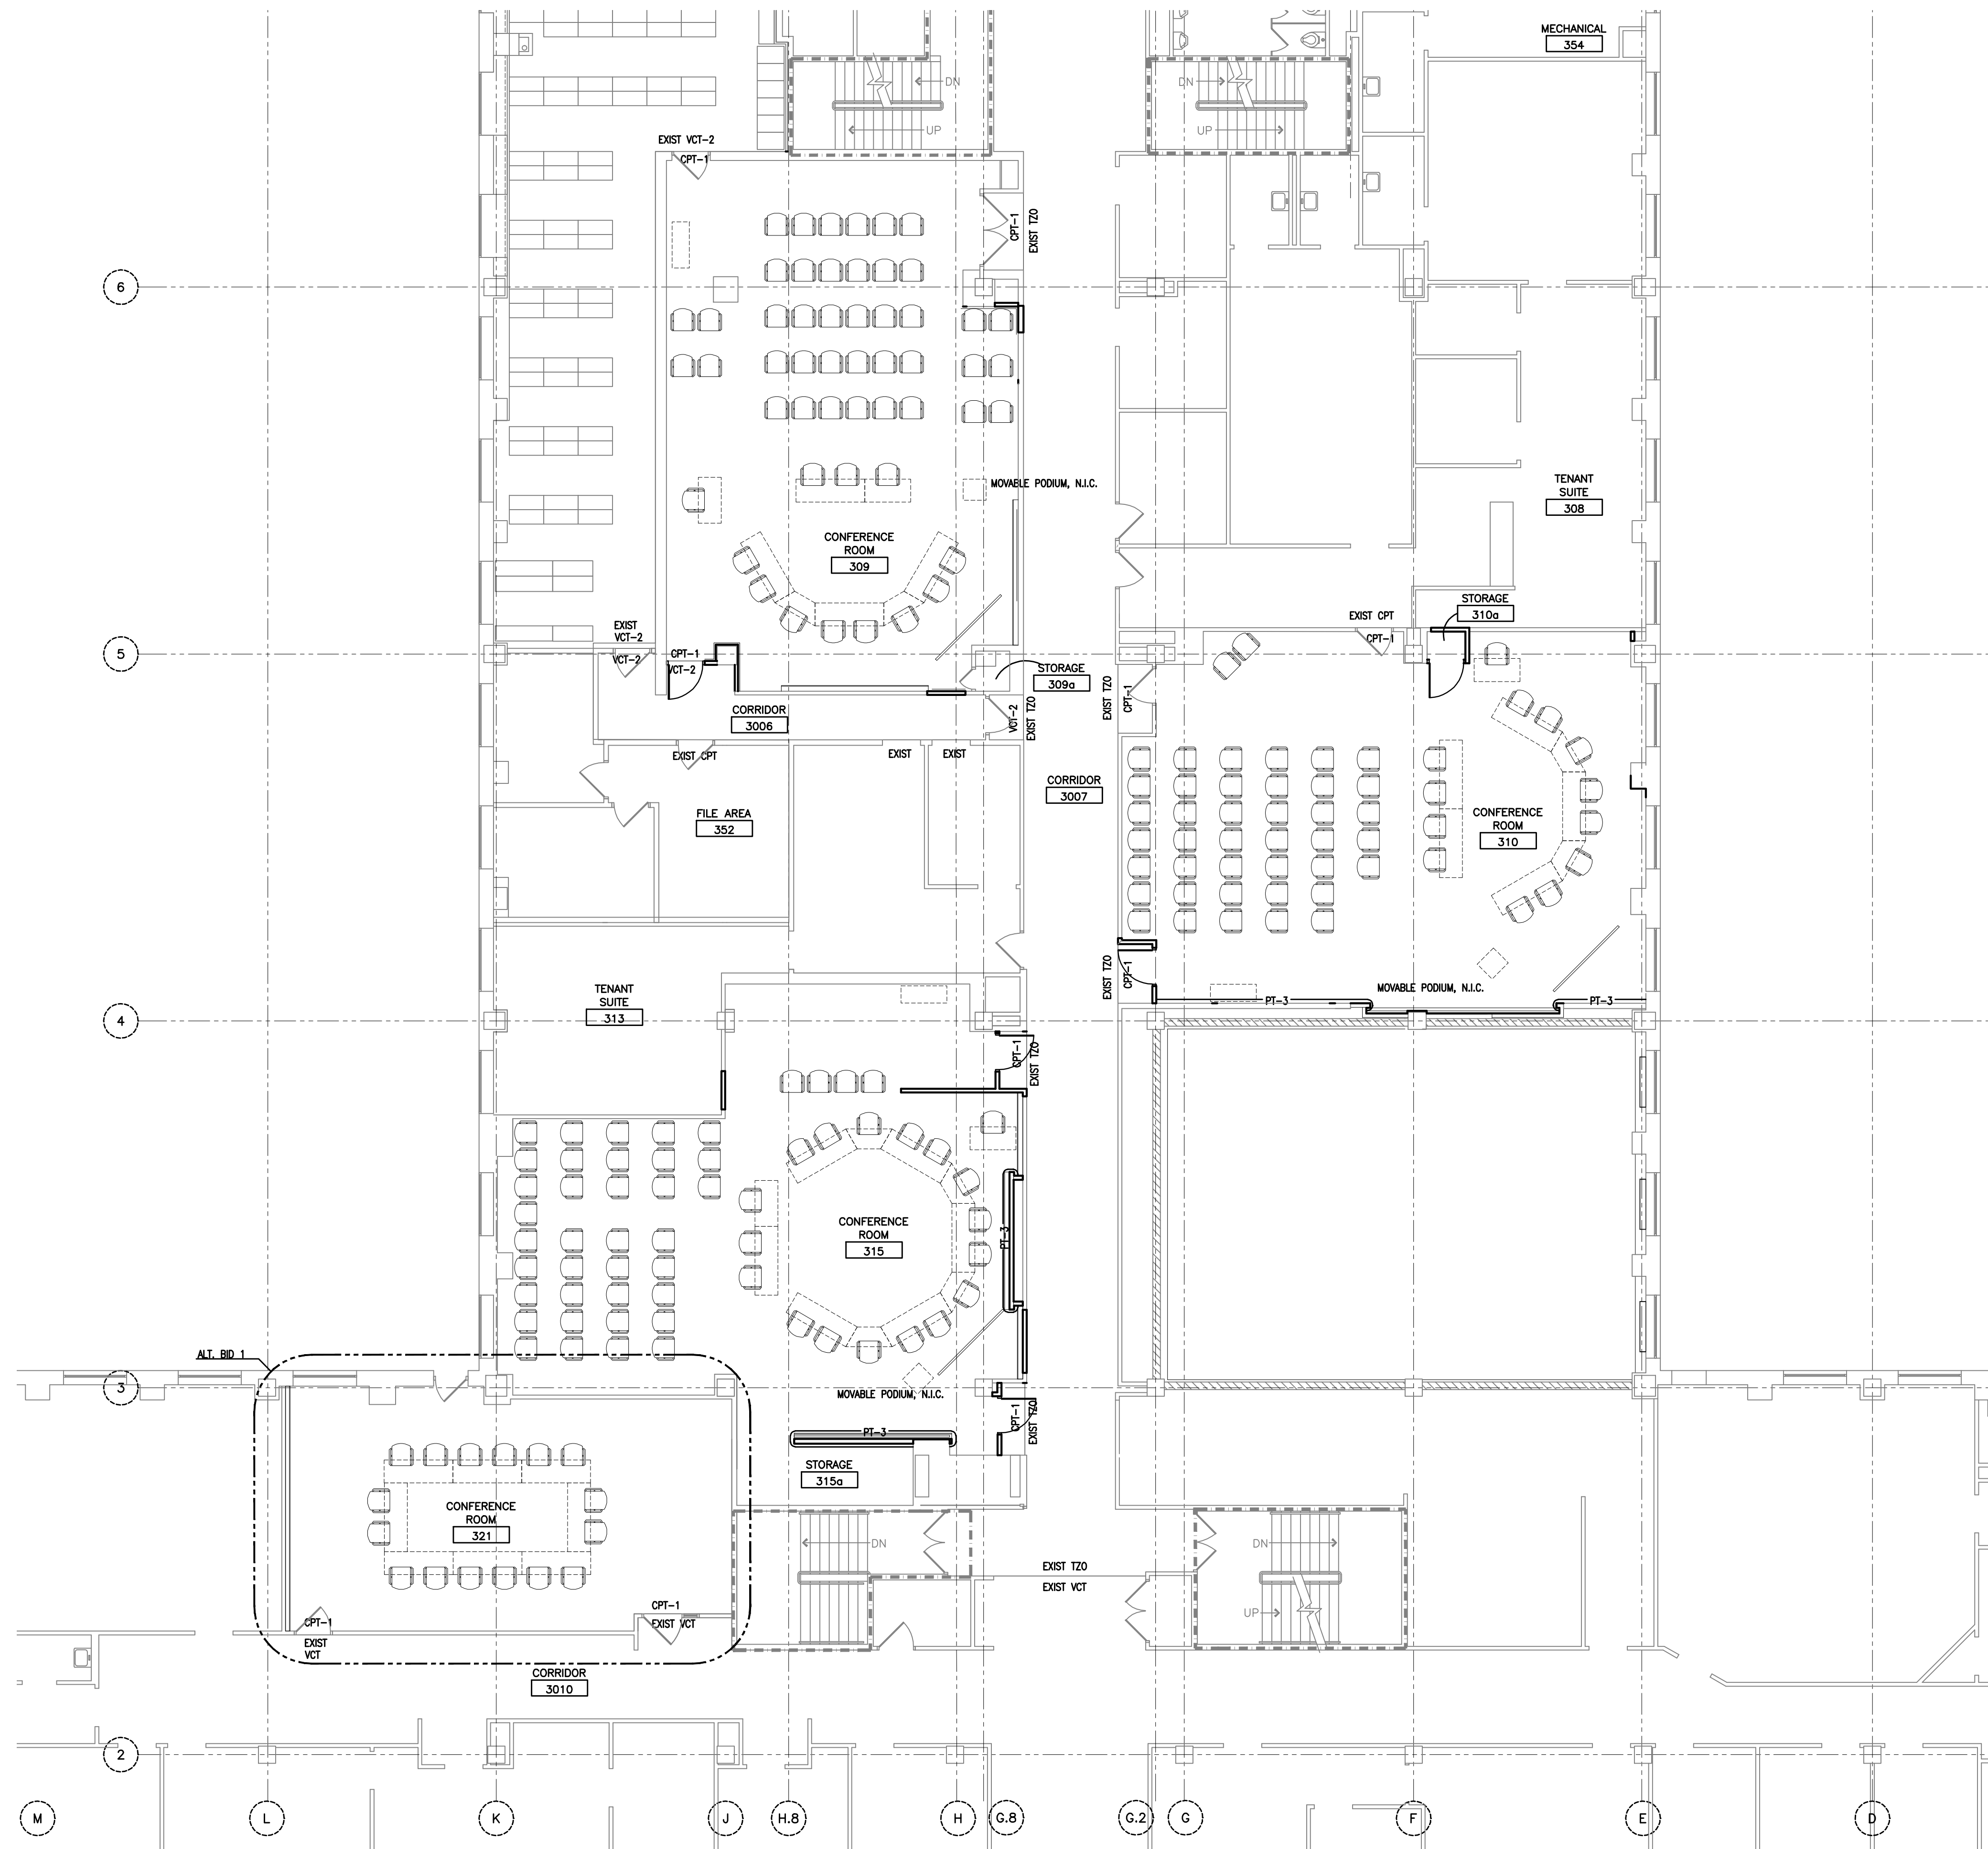 MECHANICAL
354
DN
UP
DN
UP
EXIST VCT-2
CPT-1
CPT-1
EXIST TZO
6
MOVABLE PODIUM, N.I.C.
TENANT
SUITE
308
CONFERENCE
ROOM
309
STORAGE
310a
EXIST CPT
CPT-1
EXIST
VCT-2
VCT-2
CPT-1
VCT-2
5
STORAGE
309a
CORRIDOR
3006
VCT-2
EXIST TZO
EXIST TZO
CPT-1
EXIST CPT
EXIST
EXIST
CORRIDOR
3007
FILE AREA
352
CONFERENCE
ROOM
310
EXIST TZO
CPT-1
MOVABLE PODIUM, N.I.C.
PT-3
PT-3
TENANT
SUITE
313
4
CPT-1
EXIST TZO
CONFERENCE
ROOM
315
PT-3
ALT. BID 1
3
MOVABLE PODIUM, N.I.C.
CPT-1
EXIST TZO
PT-3
STORAGE
315a
CONFERENCE
ROOM
321
DN
DN
UP
EXIST TZO
EXIST VCT
CPT-1
EXIST VCT
CPT-1
EXIST
VCT
CORRIDOR
3010
2
M
L
K
J
H.8
H
G.8
G.2
G
F
E
D